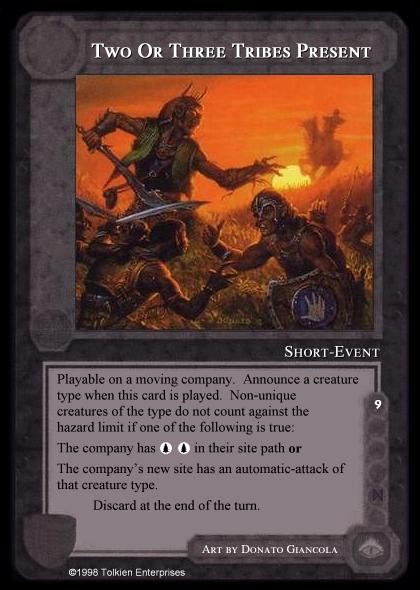 Two Or Three Tribes Present
Short-Event
Playable on a moving company. Announce a creature
type when this card is played. Non-unique
creatures of the type do not count against the
hazard limit if one of the following is true:
9
The company has in their site path or
The company's new site has an automatic-attack of
that creature type.
Discard at the end of the turn.
Art by Donato Giancola
©1998 Tolkien Enterprises